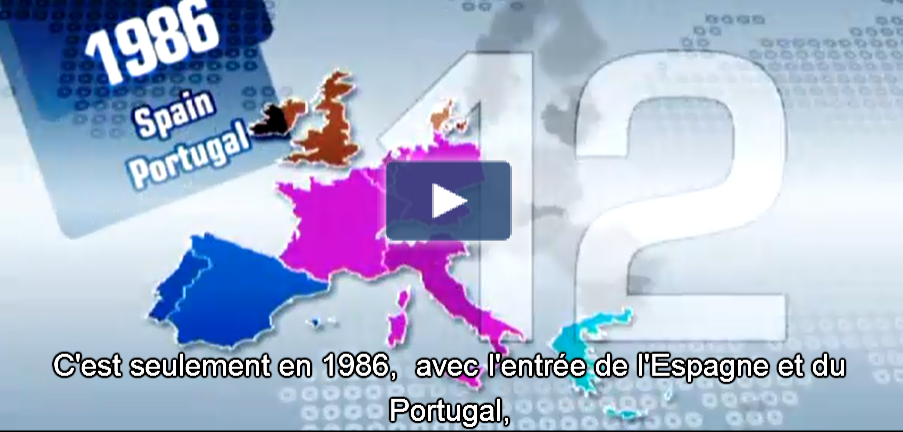 1986
Spain
Portugal
12
C'est seulement en 1986,  avec l'entrée de l'Espagne et du
Portugal,